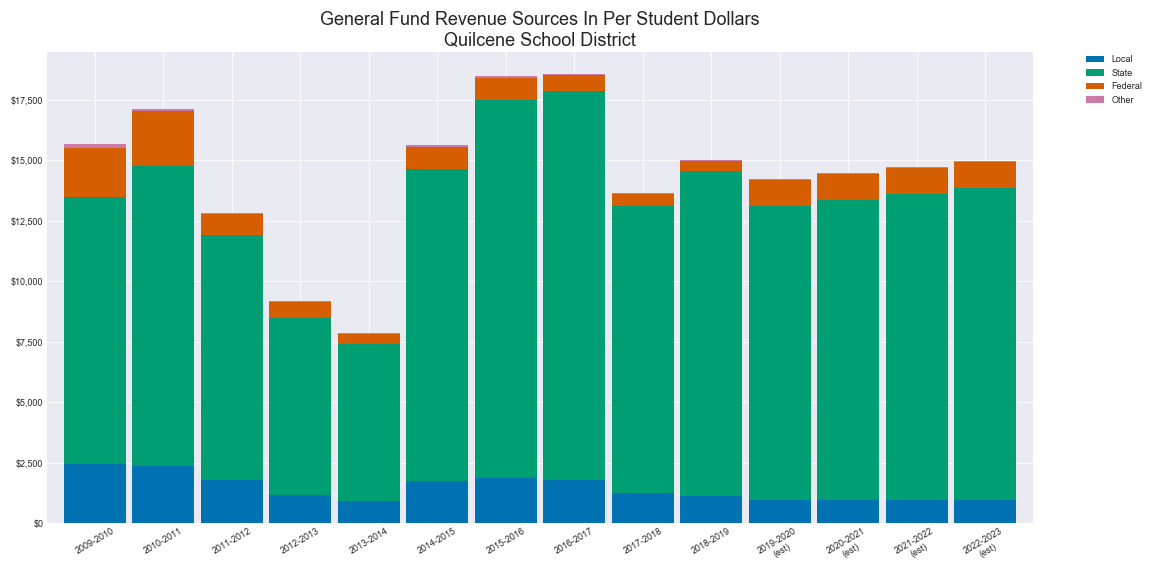 General Fund Revenue Sources In Per Student Dollars
Quilcene School District
Local
State
Federal
Other
$17,500
$15,000
$12,500
$10,000
$7,500
$5,000
$2,500
$0
2009-2010
2010-2011
2011-2012
2012-2013
2013-2014
2014-2015
2015-2016
2016-2017
2017-2018
2018-2019
2019-2020
(est)
2020-2021
(est)
2021-2022
(est)
2022-2023
(est)